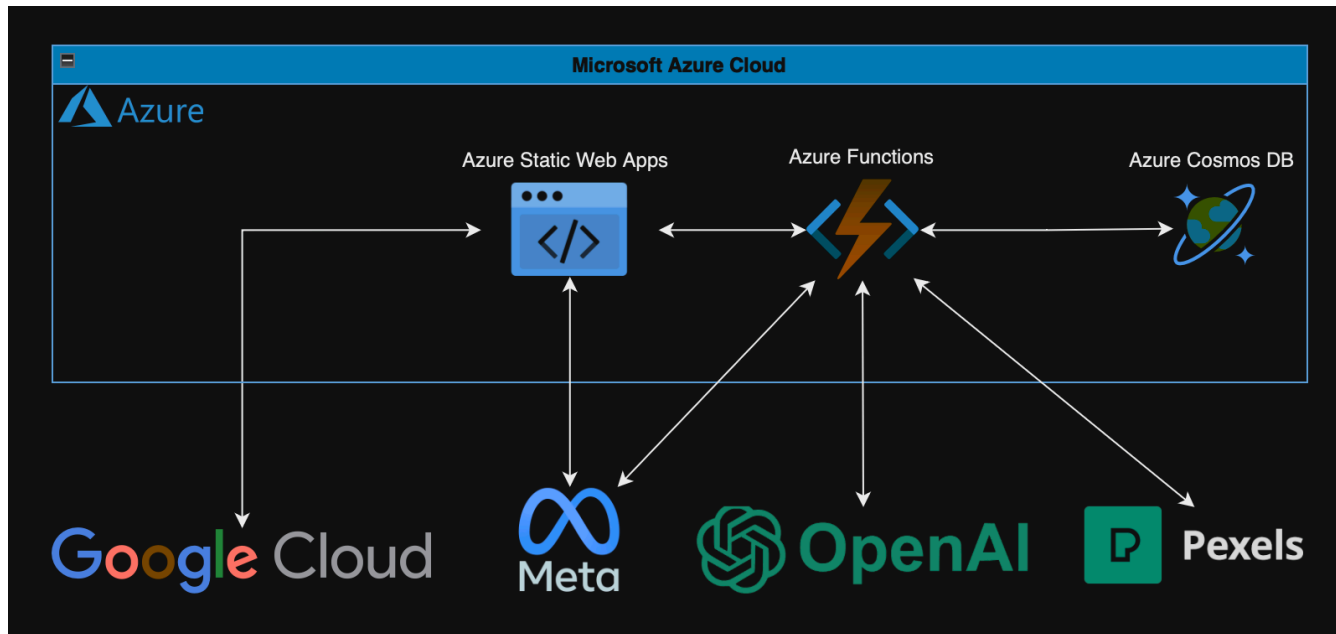 Microsoft Azure Cloud
Azure
Azure Static Web Apps
Azure Functions
Azure Cosmos DB
Google Cloud
Meta
OpenAI
Pexels